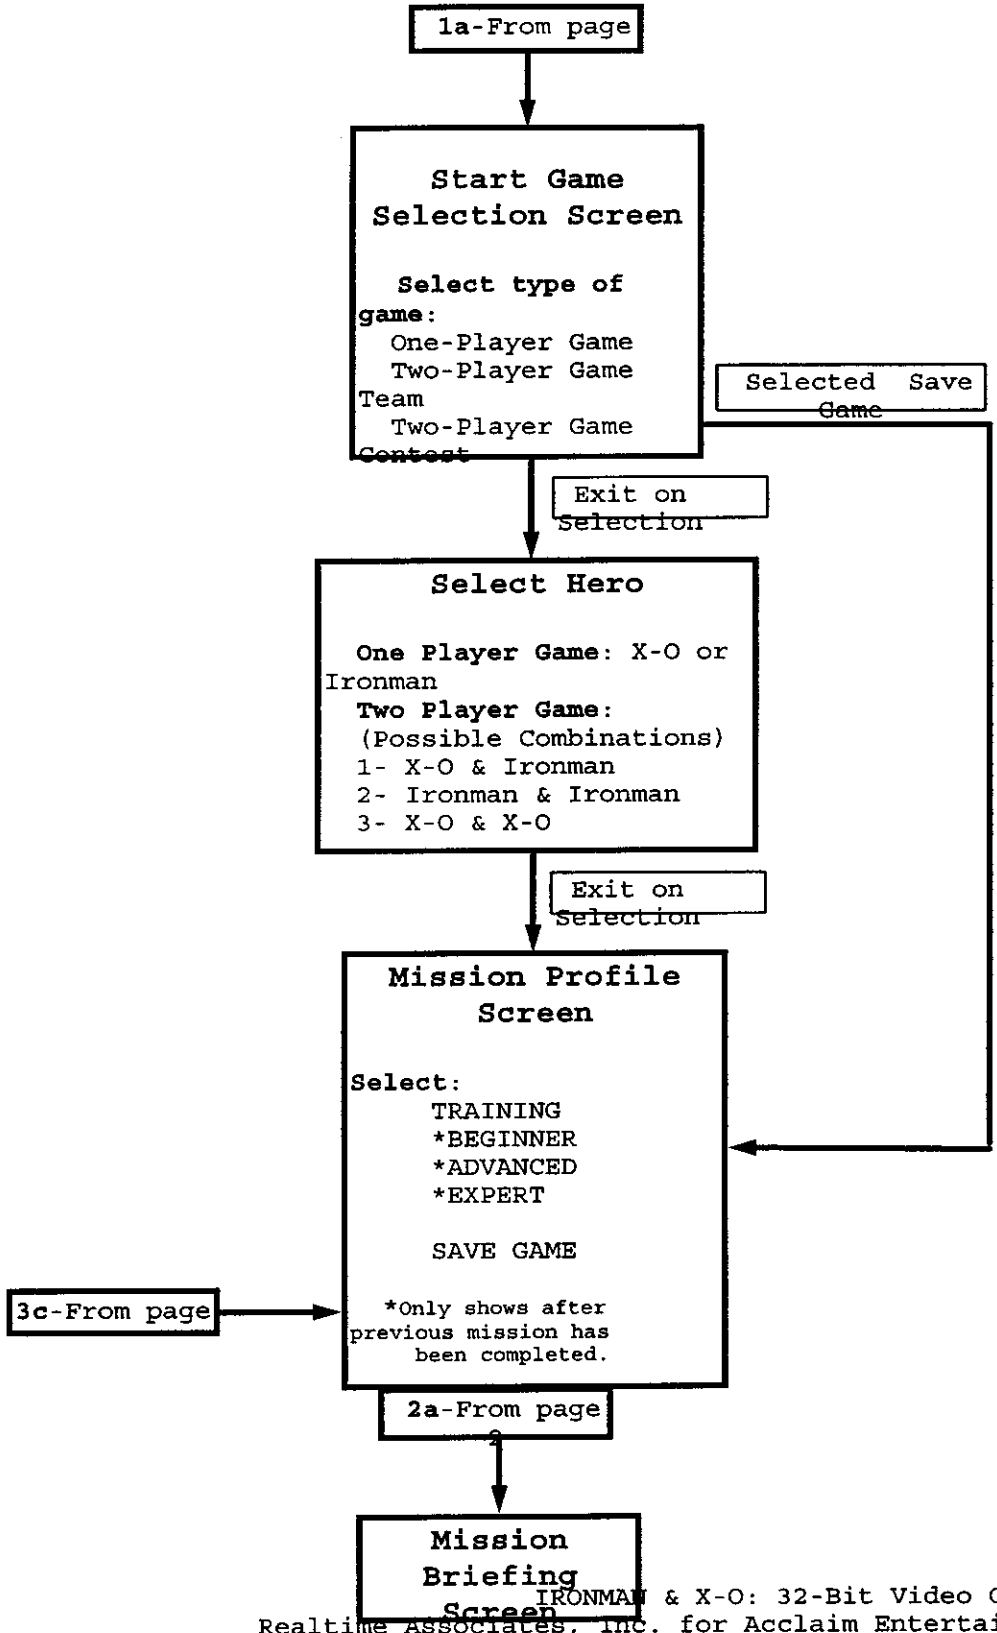 1a-From page
Start Game
Selection Screen
Select type of
game:
One-Player Game
Two-Player Game
Team
Two-Player Game
Contest
Selected Save
Game
Exit on
Selection
Select Hero
One Player Game: X-O or
Ironman
Two Player Game:
(Possible Combinations)
1- X-O & Ironman
2- Ironman & Ironman
3- X-O & X-O
Exit on
Selection
Mission Profile
Screen
Select:
TRAINING
*BEGINNER
*ADVANCED
*EXPERT
SAVE GAME
3c-From page
*Only shows after
previous mission has
been completed.
2a-From page
2
Mission
Briefing
Screen
IRONMAN & X-O: 32-Bit Video
Realtime Associates, Inc. for Acclaim